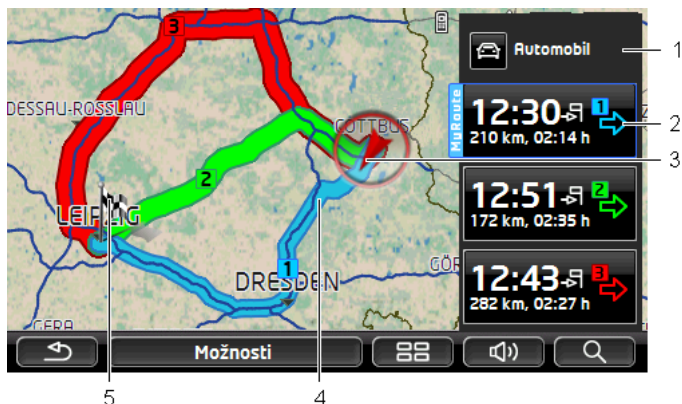 3
Automobil
1
DESSAU-ROSSLAU
COTTBUS
MyRoute
12:30
1
2
210 km, 02:14 h
3
2
LEIPZIG
12:51
2
172 km, 02:35 h
1
DRESDEN
GÖR
12:43
3
282 km, 02:27 h
GERA
Možnosti
5
4